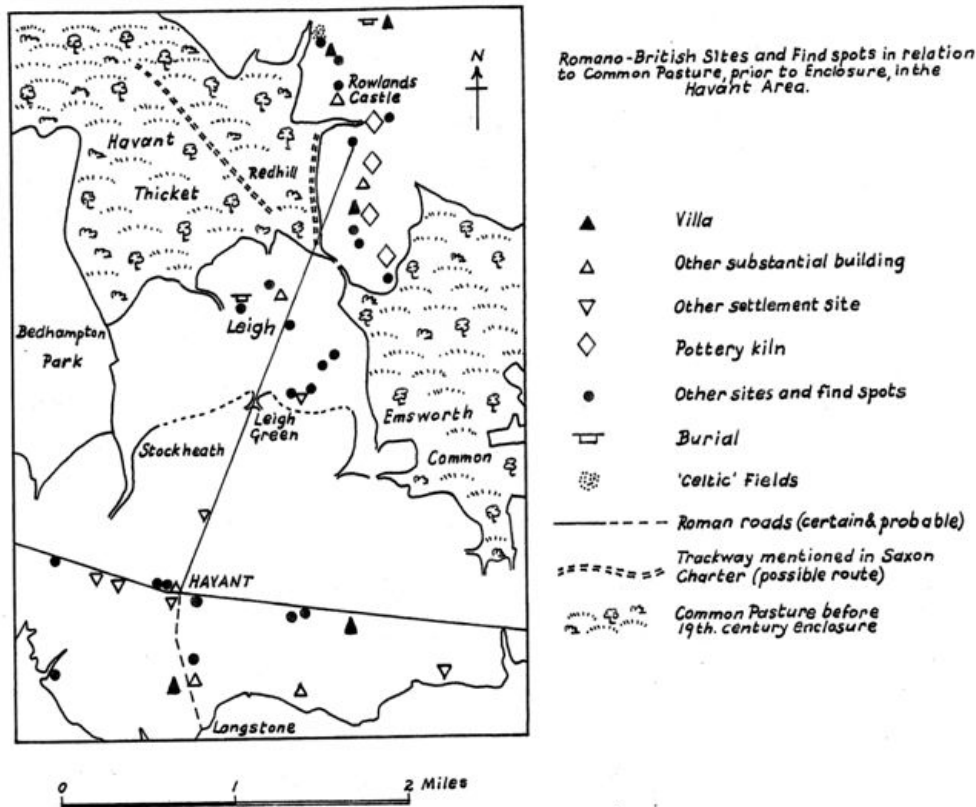 Romano-British Sites and Find spots in relation
to Common Pasture, prior to Enclosure, in the
Havant Area.
N
Rowlands
Castle
Havant
Thicket
Redhill
Bedhampton
Park
Leigh
Leigh
Green
Stockheath
Emsworth
Common
HAVANT
Langstone
Villa
Other substantial building
Other settlement site
Pottery kiln
Other sites and find spots
Burial
'Celtic' Fields
Roman roads (certain & probable)
Trackway mentioned in Saxon
Charter (possible route)
Common Pasture before
19th. century enclosure
0 1 2 Miles